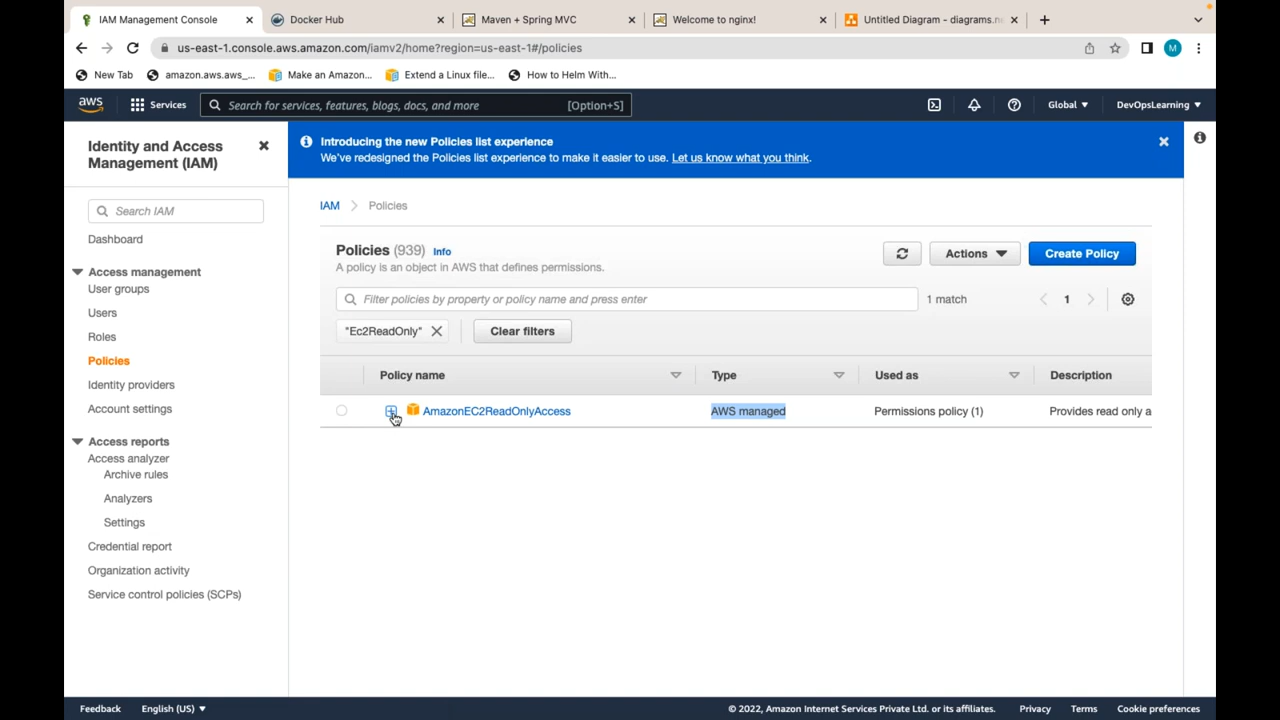 IAM Management Console
Docker Hub
Maven + Spring MVC
Welcome to nginx!
Untitled Diagram - diagrams.ne
us-east-1.console.aws.amazon.com/iamv2/home?region=us-east-1#/policies
M
New Tab
amazon.aws.aws_...
Make an Amazon...
Extend a Linux file...
How to Helm With...
aws
Services
Search for services, features, blogs, docs, and more
[Option+S]
Global
DevOpsLearning
Identity and Access
Management (IAM)
Search IAM
Dashboard
Access management
User groups
Users
Roles
Policies
Identity providers
Account settings
Access reports
Access analyzer
Archive rules
Analyzers
Settings
Credential report
Organization activity
Service control policies (SCPs)
Introducing the new Policies list experience
We've redesigned the Policies list experience to make it easier to use. Let us know what you think.
IAM > Policies
Policies (939) Info
A policy is an object in AWS that defines permissions.
Actions
Create Policy
Filter policies by property or policy name and press enter
1 match
1
"Ec2ReadOnly"
Clear filters
Policy name
Type
Used as
Description
AmazonEC2ReadOnlyAccess
AWS managed
Permissions policy (1)
Provides read only a
Feedback
English (US)
© 2022, Amazon Internet Services Private Ltd. or its affiliates.
Privacy
Terms
Cookie preferences